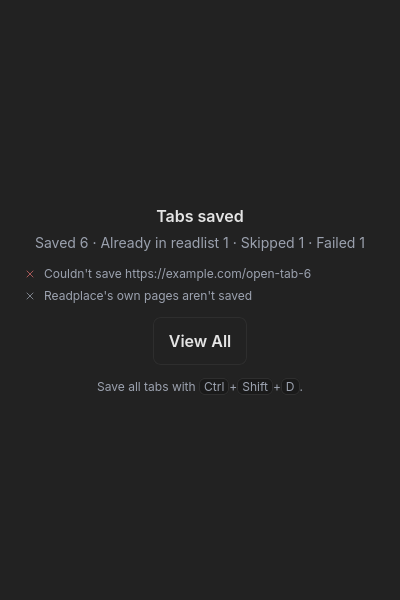 Tabs saved
Saved 6 · Already in readlist 1 · Skipped 1 · Failed 1
Couldn't save https://example.com/open-tab-6
Readplace's own pages aren't saved
View All
Save all tabs with Ctrl + Shift + D .